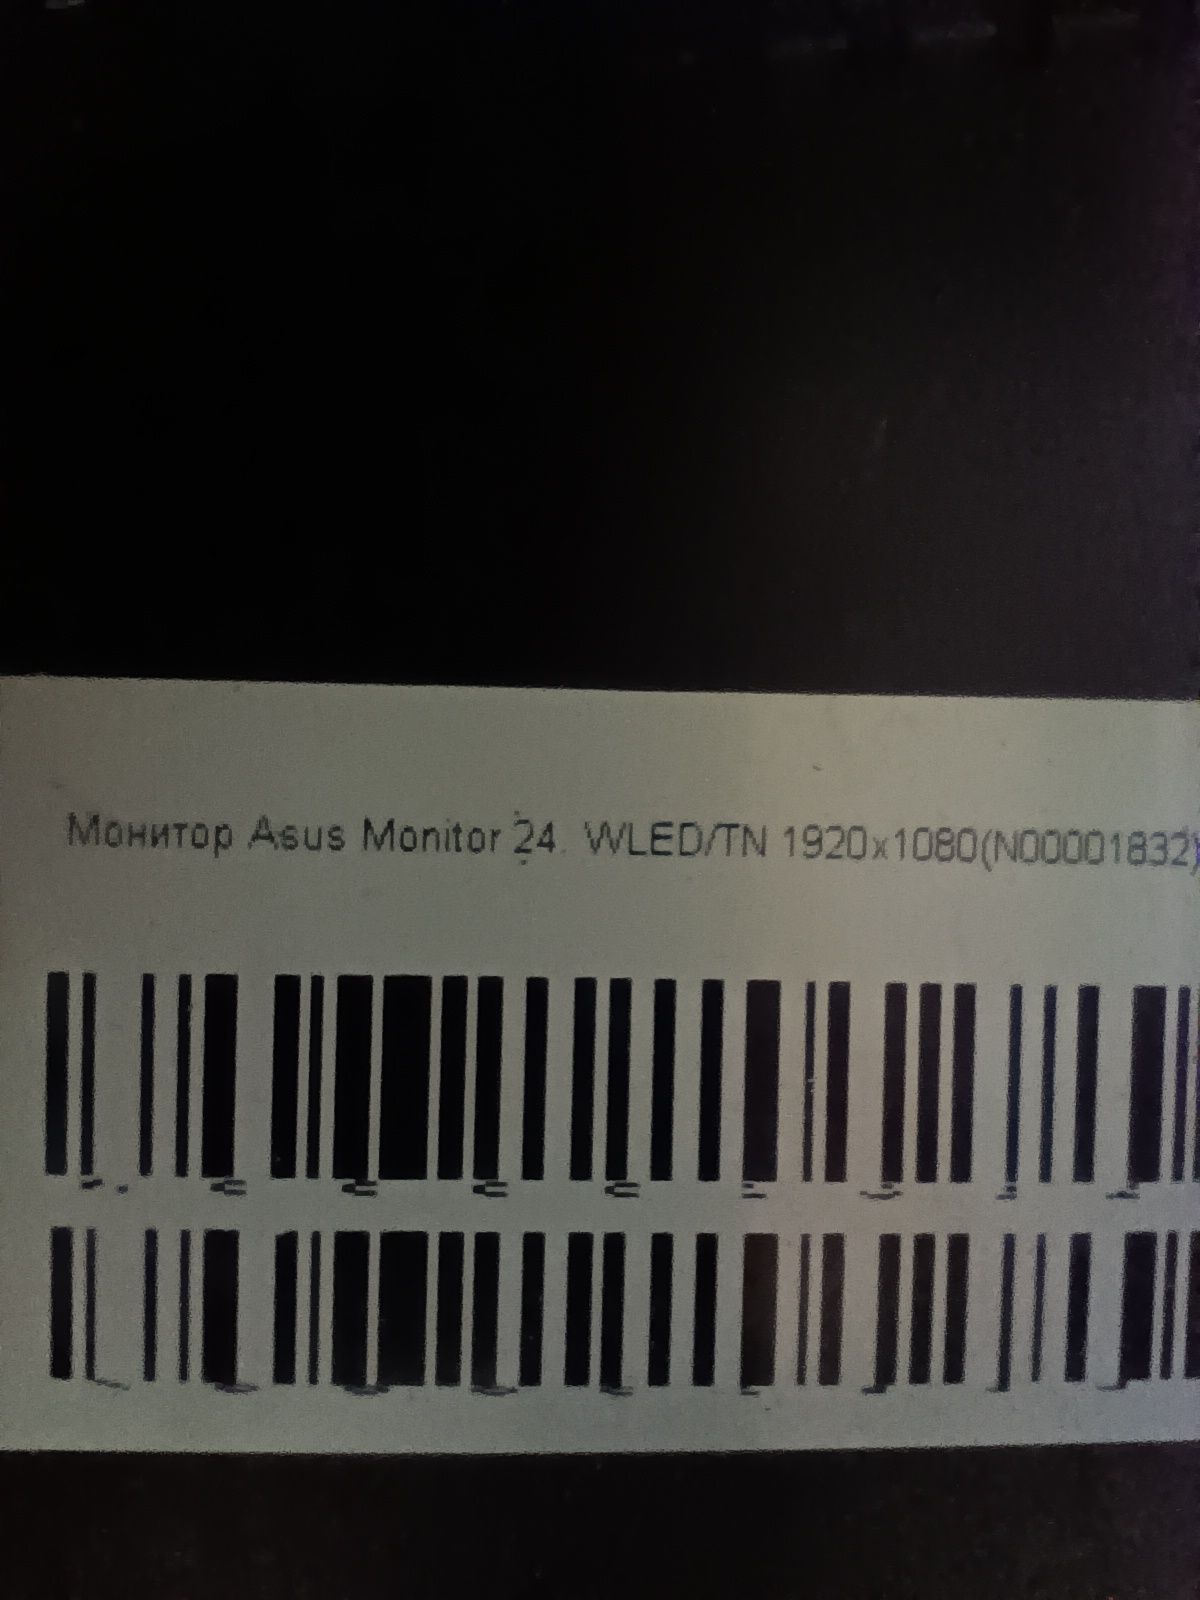 Монитор Asus Monitor 24. WLED/TN 1920x1080(N00001832)